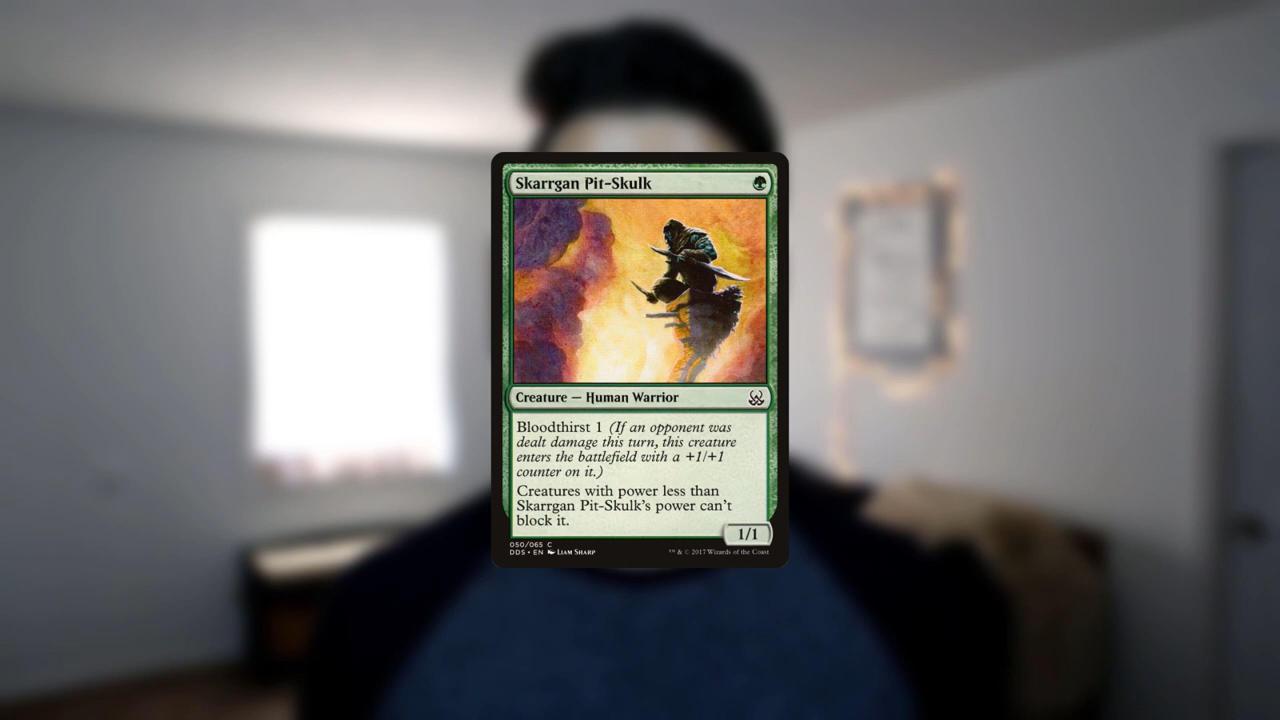 Skarrgan Pit-Skulk
Creature — Human Warrior
Bloodthirst 1 (If an opponent was
dealt damage this turn, this creature
enters the battlefield with a +1/+1
counter on it.)
Creatures with power less than
Skarrgan Pit-Skulk's power can't
block it.
1/1
050/065 C
DDS • EN Liam Sharp
™ & © 2017 Wizards of the Coast